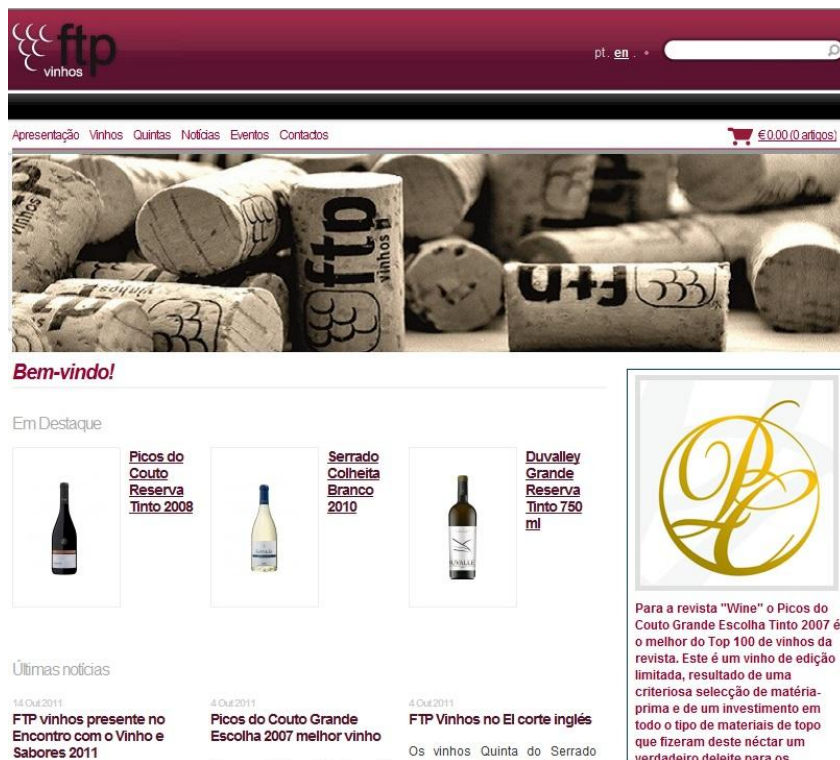 ftp
vinhos
pt. en .
Apresentação Vinhos Quintas Notícias Eventos Contactos
€0.00 (0 artigos)
vinhos
ftp
vinhos
ftp
Bem-vindo!
Em Destaque
Picos do
Couto
Reserva
Tinto 2008
Serrado
Colheita
Branco
2010
Duvalley
Grande
Reserva
Tinto 750
ml
Para a revista "Wine" o Picos do
Couto Grande Escolha Tinto 2007 é
o melhor do Top 100 de vinhos da
revista. Este é um vinho de edição
limitada, resultado de uma
criteriosa selecção de matéria-
prima e de um investimento em
todo o tipo de materiais de topo
que fizeram deste néctar um
verdadeiro deleite para os
Últimas notícias
14 Out 2011
FTP vinhos presente no
Encontro com o Vinho e
Sabores 2011
4 Out 2011
Picos do Couto Grande
Escolha 2007 melhor vinho
4 Out 2011
FTP Vinhos no El corte inglés
Os vinhos Quinta do Serrado